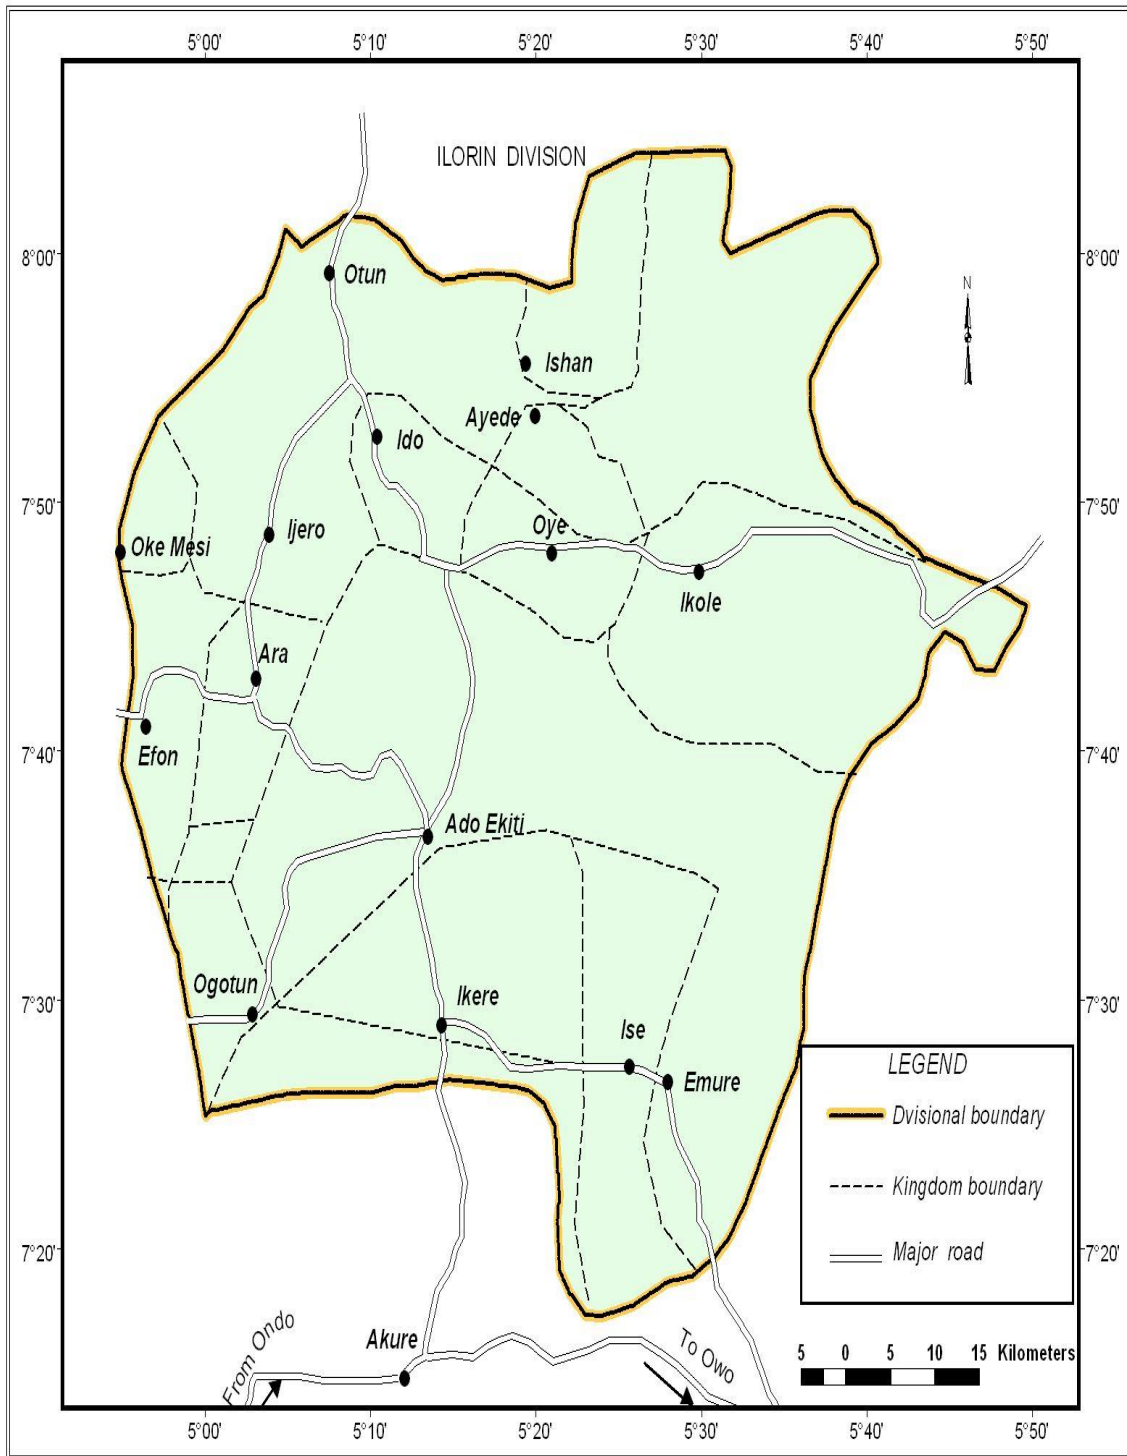 5°00' 5°10' 5°20' 5°30' 5°40' 5°50'
ILORIN DIVISION
8°00' 8°00'
Otun
N
Ishan
Ayede
Ido
7°50' 7°50'
Ijero
Oye
Oke Mesi
Ikole
Ara
Efon
7°40' 7°40'
Ado Ekiti
Ogotun
7°30' 7°30'
Ikere
Ise
Emure
LEGEND
Dvisional boundary
Kingdom boundary
Major road
7°20' 7°20'
Akure
From Ondo
To Owo
5 0 5 10 15 Kilometers
5°00' 5°10' 5°20' 5°30' 5°40' 5°50'